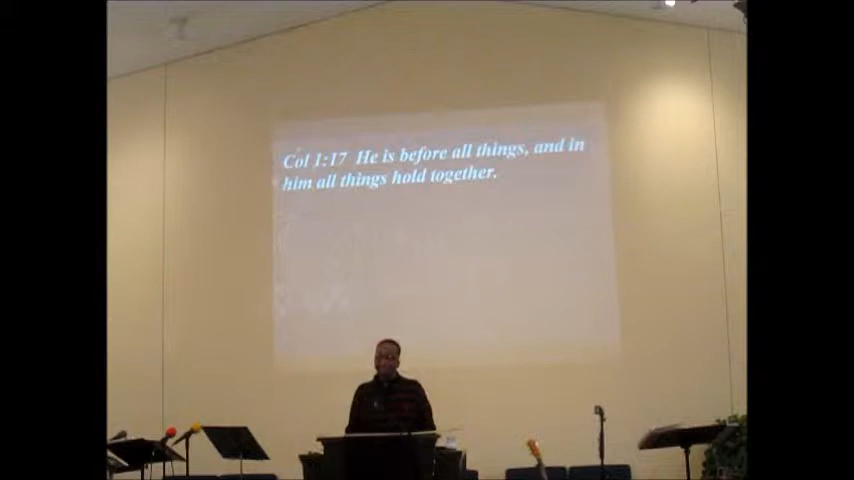 Col 1:17 He is before all things, and in
him all things hold together.